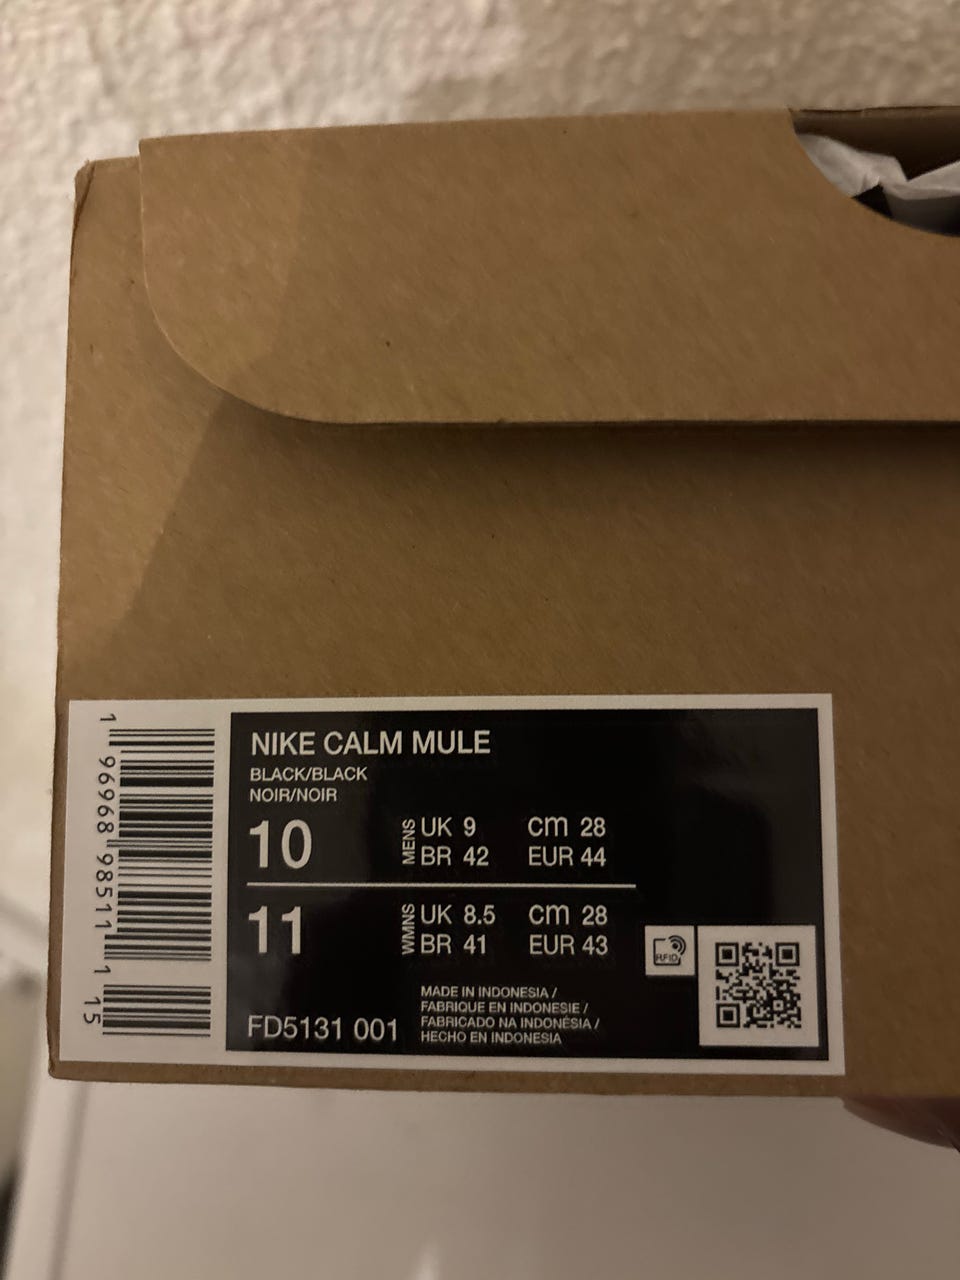 NIKE CALM MULE
BLACK/BLACK
NOIR/NOIR
10 MENS UK 9 cm 28
BR 42 EUR 44
11 WMNS UK 8.5 cm 28
BR 41 EUR 43
RFID
FD5131 001
MADE IN INDONESIA /
FABRIQUE EN INDONESIE /
FABRICADO NA INDONÉSIA /
HECHO EN INDONESIA
1 96968 98511 1 15